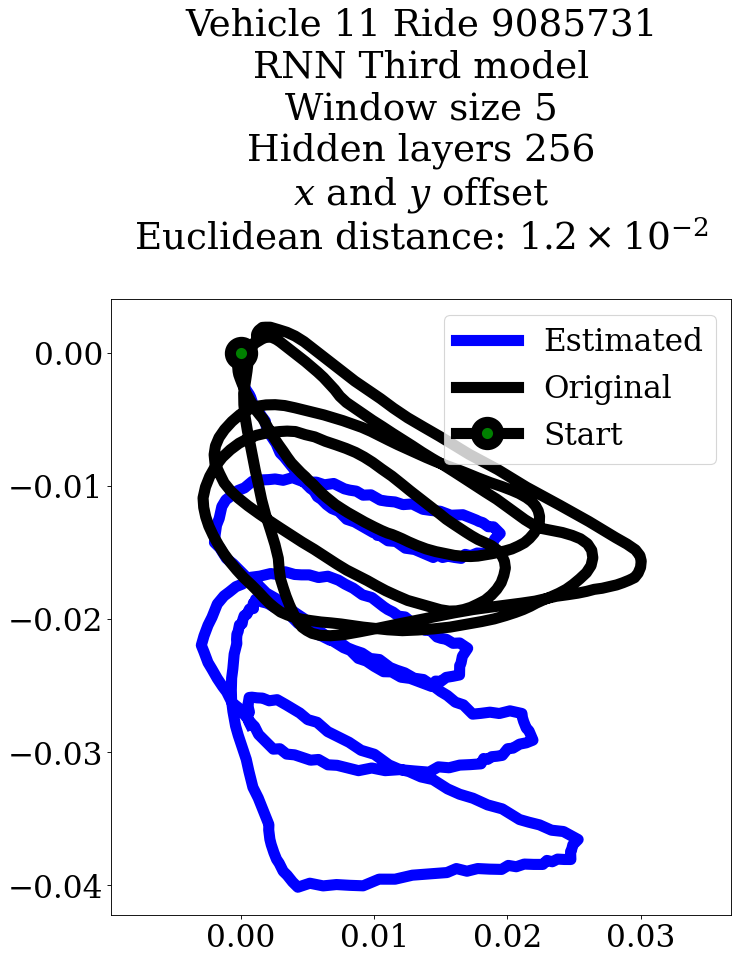 Vehicle 11 Ride 9085731
RNN Third model
Window size 5
Hidden layers 256
x and y offset
Euclidean distance: 1.2 × 10⁻²
Estimated
Original
Start
0.00
−0.01
−0.02
−0.03
−0.04
0.00 0.01 0.02 0.03